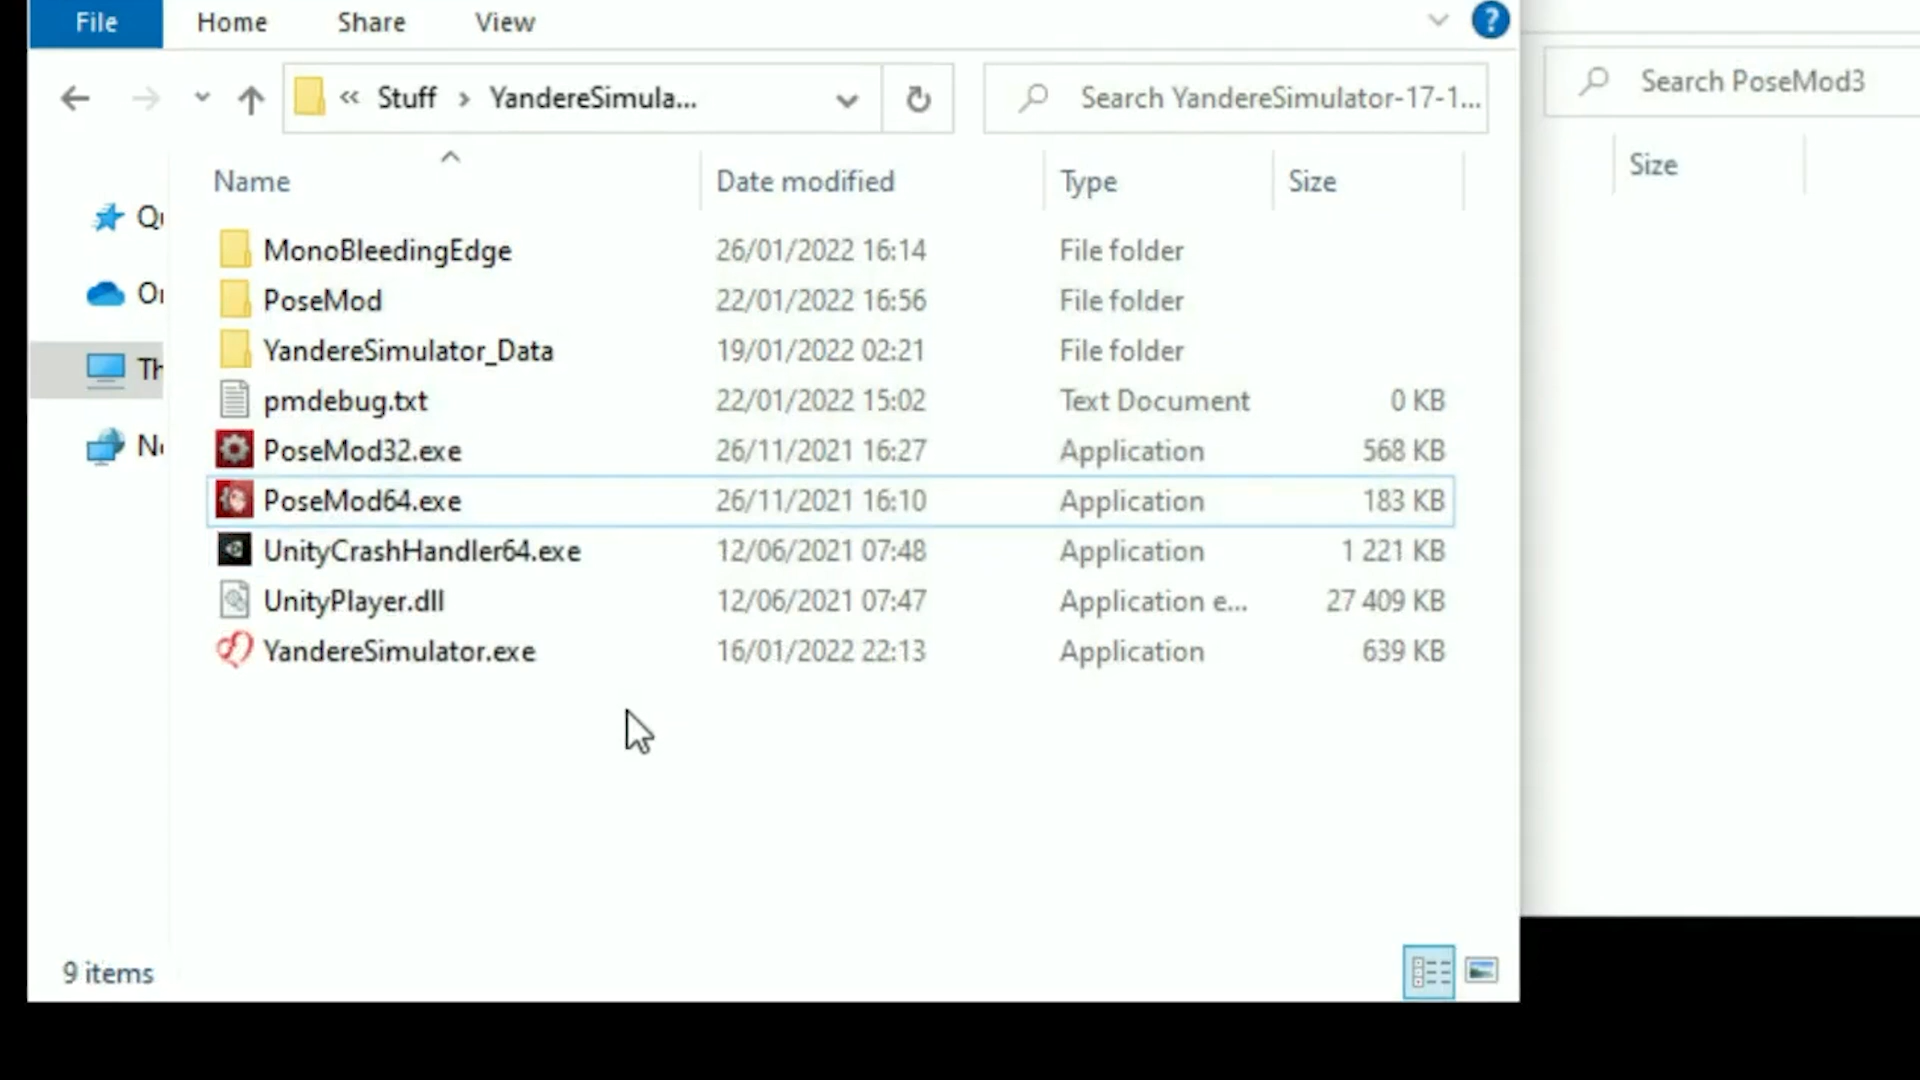 File Home Share View
« Stuff > YandereSimula... Search YandereSimulator-17-1... Search PoseMod3
Name Date modified Type Size Size
MonoBleedingEdge 26/01/2022 16:14 File folder
PoseMod 22/01/2022 16:56 File folder
YandereSimulator_Data 19/01/2022 02:21 File folder
pmdebug.txt 22/01/2022 15:02 Text Document 0 KB
PoseMod32.exe 26/11/2021 16:27 Application 568 KB
PoseMod64.exe 26/11/2021 16:10 Application 183 KB
UnityCrashHandler64.exe 12/06/2021 07:48 Application 1 221 KB
UnityPlayer.dll 12/06/2021 07:47 Application e... 27 409 KB
YandereSimulator.exe 16/01/2022 22:13 Application 639 KB
9 items